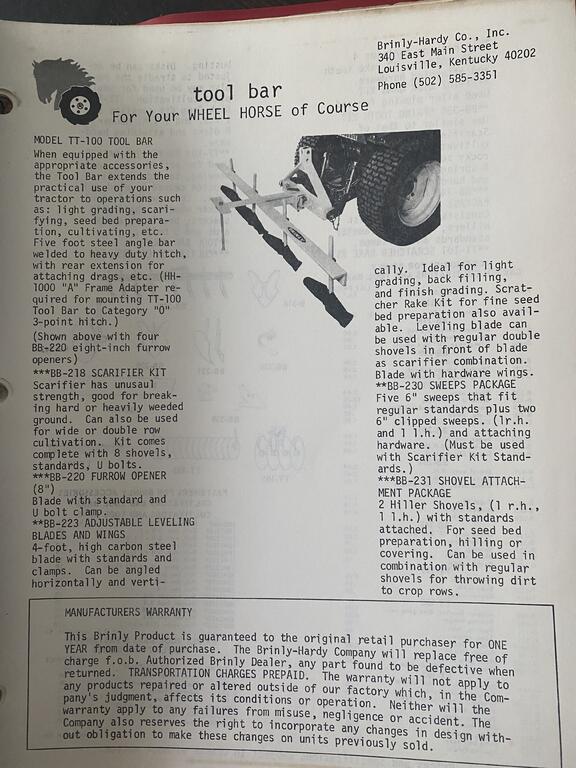 Brinly-Hardy Co., Inc.
340 East Main Street
Louisville, Kentucky 40202
Phone (502) 585-3351
tool bar
For Your WHEEL HORSE of Course
MODEL TT-100 TOOL BAR
When equipped with the
appropriate accessories,
the Tool Bar extends the
practical use of your
tractor to operations such
as: light grading, scari-
fying, seed bed prepara-
tion, cultivating, etc.
Five foot steel angle bar
welded to heavy duty hitch,
with rear extension for
attaching drags, etc. (HH-
1000 "A" Frame Adapter re-
quired for mounting TT-100
Tool Bar to Category "0"
3-point hitch.)
(Shown above with four
BB-220 eight-inch furrow
openers)
***BB-218 SCARIFIER KIT
Scarifier has unusaul
strength, good for break-
ing hard or heavily weeded
ground. Can also be used
for wide or double row
cultivation. Kit comes
complete with 8 shovels,
standards, U bolts.
***BB-220 FURROW OPENER
(8")
Blade with standard and
U bolt clamp.
**BB-223 ADJUSTABLE LEVELING
BLADES AND WINGS
4-foot, high carbon steel
blade with standards and
clamps. Can be angled
horizontally and verti-
cally. Ideal for light
grading, back filling,
and finish grading. Scrat-
cher Rake Kit for fine seed
bed preparation also avail-
able. Leveling blade can
be used with regular double
shovels in front of blade
as scarifier combination.
Blade with hardware wings.
**BB-230 SWEEPS PACKAGE
Five 6" sweeps that fit
regular standards plus two
6" clipped sweeps. (1r.h.
and 1 l.h.) and attaching
hardware. (Must be used
with Scarifier Kit Stand-
ards.)
***BB-231 SHOVEL ATTACH-
MENT PACKAGE
2 Hiller Shovels, (1 r.h.,
1 l.h.) with standards
attached. For seed bed
preparation, hilling or
covering. Can be used in
combination with regular
shovels for throwing dirt
to crop rows.
MANUFACTURERS WARRANTY
This Brinly Product is guaranteed to the original retail purchaser for ONE
YEAR from date of purchase. The Brinly-Hardy Company will replace free of
charge f.o.b. Authorized Brinly Dealer, any part found to be defective when
returned. TRANSPORTATION CHARGES PREPAID. The warranty will not apply to
any products repaired or altered outside of our factory which, in the Com-
pany's judgment, affects its conditions or operation. Neither will the
warranty apply to any failures from misuse, negligence or accident. The
Company also reserves the right to incorporate any changes in design with-
out obligation to make these changes on units previously sold.